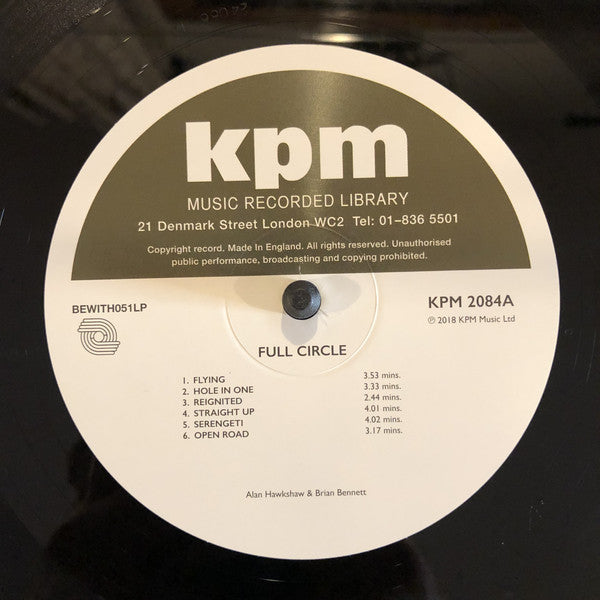 kpm
MUSIC RECORDED LIBRARY
21 Denmark Street London WC2 Tel: 01-836 5501
Copyright record. Made In England. All rights reserved. Unauthorised
public performance, broadcasting and copying prohibited.
BEWITH051LP
KPM 2084A
℗ 2018 KPM Music Ltd
FULL CIRCLE
1. FLYING 3.53 mins.
2. HOLE IN ONE 3.33 mins.
3. REIGNITED 2.44 mins.
4. STRAIGHT UP 4.01 mins.
5. SERENGETI 4.02 mins.
6. OPEN ROAD 3.17 mins.
Alan Hawkshaw & Brian Bennett